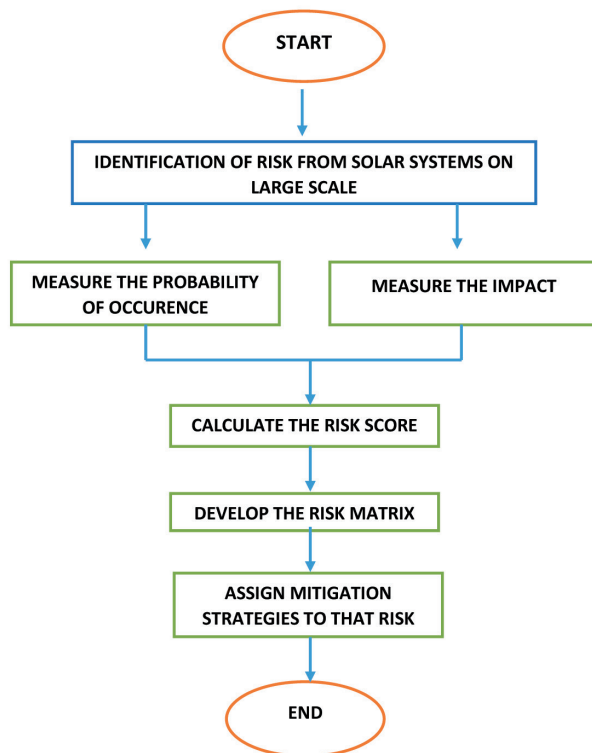 START
IDENTIFICATION OF RISK FROM SOLAR SYSTEMS ON
LARGE SCALE
MEASURE THE PROBABILITY
OF OCCURENCE
MEASURE THE IMPACT
CALCULATE THE RISK SCORE
DEVELOP THE RISK MATRIX
ASSIGN MITIGATION
STRATEGIES TO THAT RISK
END